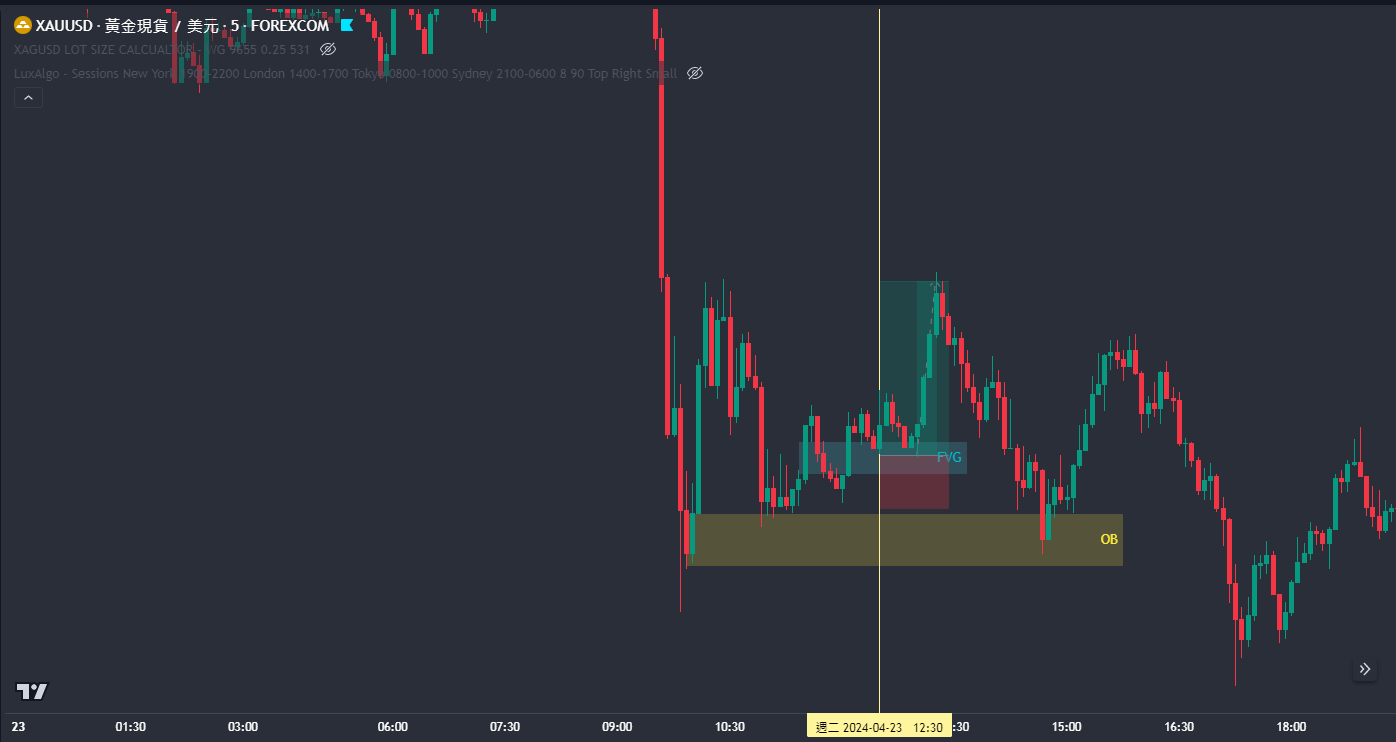 XAUUSD · 黃金現貨 / 美元 · 5 · FOREXCOM
XAGUSD LOT SIZE CALCUALTOR - WG 9655 0.25 531
LuxAlgo - Sessions New York 1900-2200 London 1400-1700 Tokyo 0800-1000 Sydney 2100-0600 8 90 Top Right Small
FVG
OB
23 01:30 03:00 06:00 07:30 09:00 10:30 週二 2024-04-23 12:30 :30 15:00 16:30 18:00